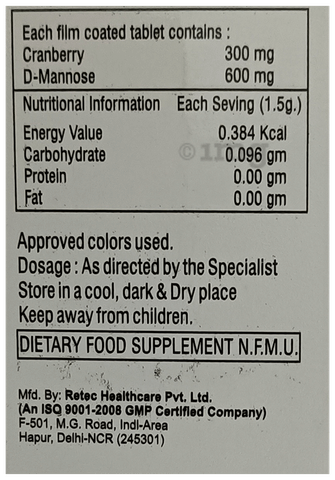 Each film coated tablet contains :
Cranberry 300 mg
D-Mannose 600 mg
Nutritional Information Each Seving (1.5g.)
Energy Value 0.384 Kcal
Carbohydrate 0.096 gm
Protein 0.00 gm
Fat 0.00 gm
© 1mg
Approved colors used.
Dosage : As directed by the Specialist
Store in a cool, dark & Dry place
Keep away from children.
DIETARY FOOD SUPPLEMENT N.F.M.U.
Mfd. By: Retec Healthcare Pvt. Ltd.
(An ISO 9001-2008 GMP Certified Company)
F-501, M.G. Road, Indl-Area
Hapur, Delhi-NCR (245301)